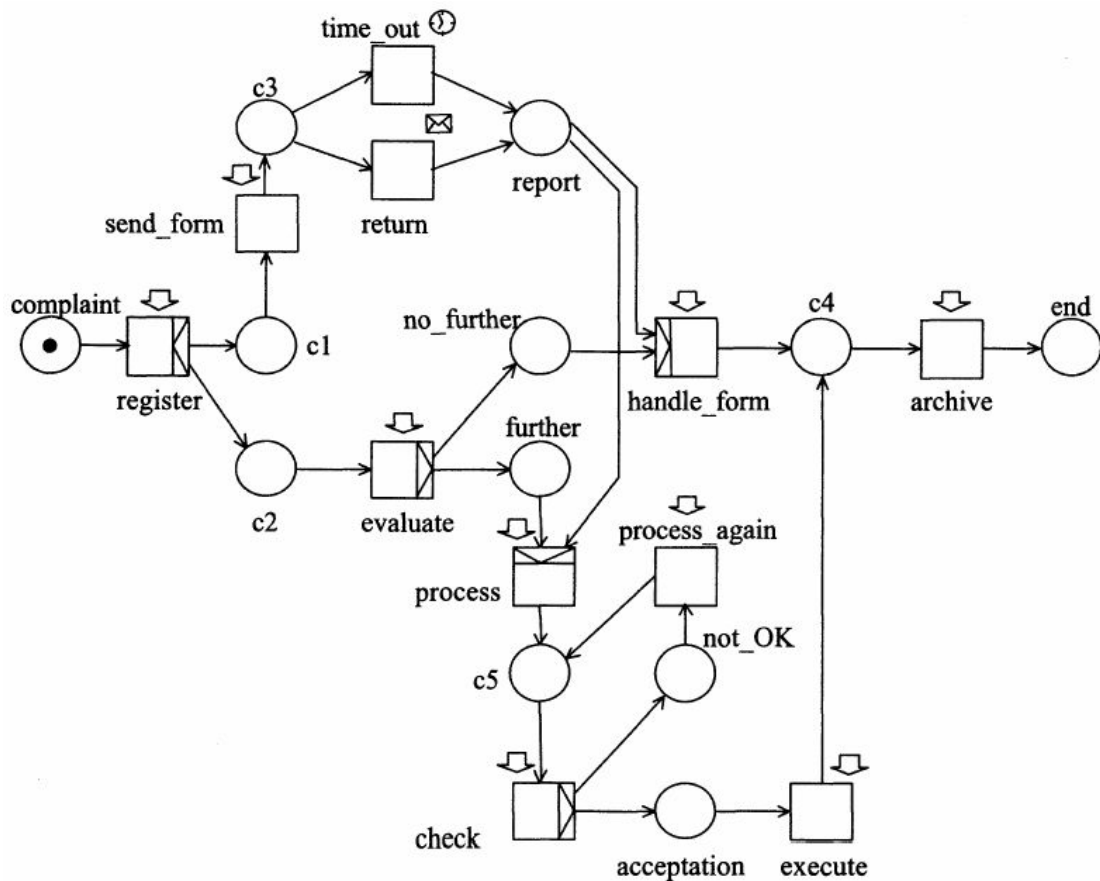 time_out
c3
report
return
send_form
complaint
c1
no_further
c4
end
register
handle_form
archive
further
c2
evaluate
process_again
process
not_OK
c5
check
acceptation
execute